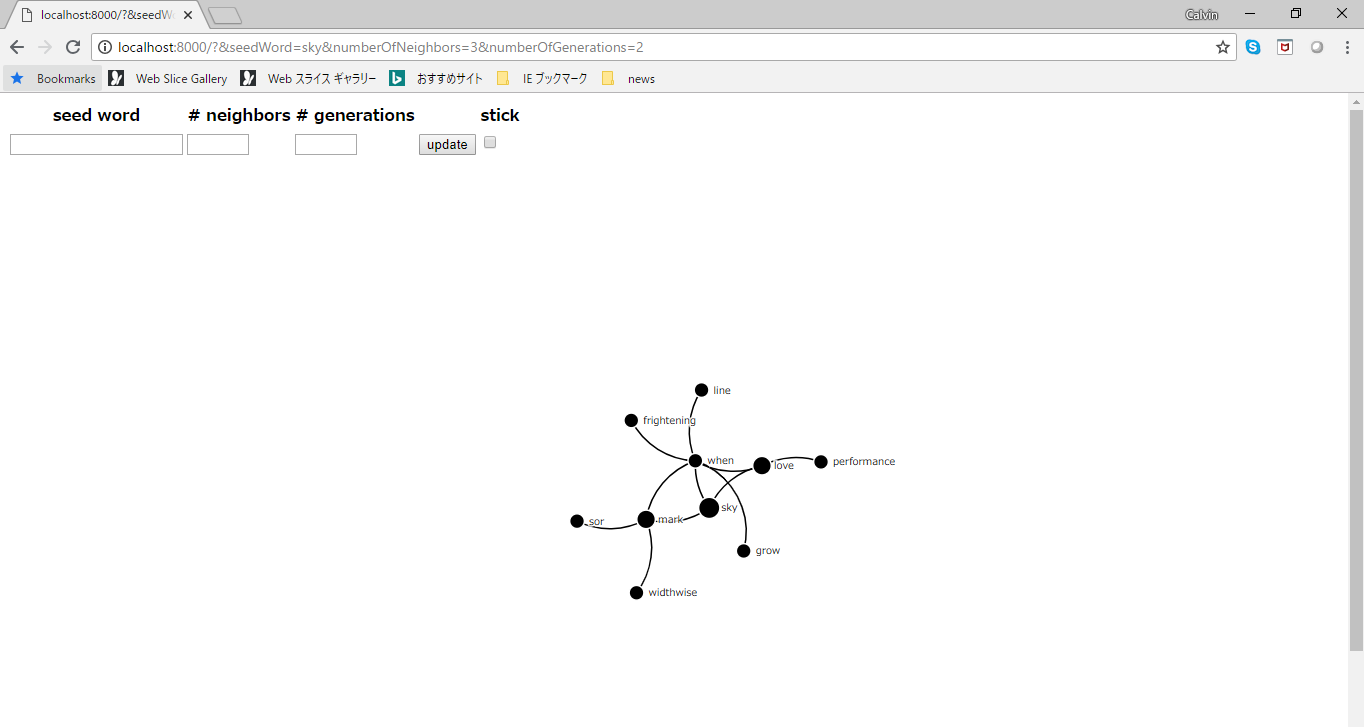 localhost:8000/?&seedWo
Calvin
localhost:8000/?&seedWord=sky&numberOfNeighbors=3&numberOfGenerations=2
Bookmarks Web Slice Gallery Web スライス ギャラリー おすすめサイト IE ブックマーク news
seed word # neighbors # generations stick
update
line
frightening
when
love
performance
sky
sor
mark
grow
widthwise